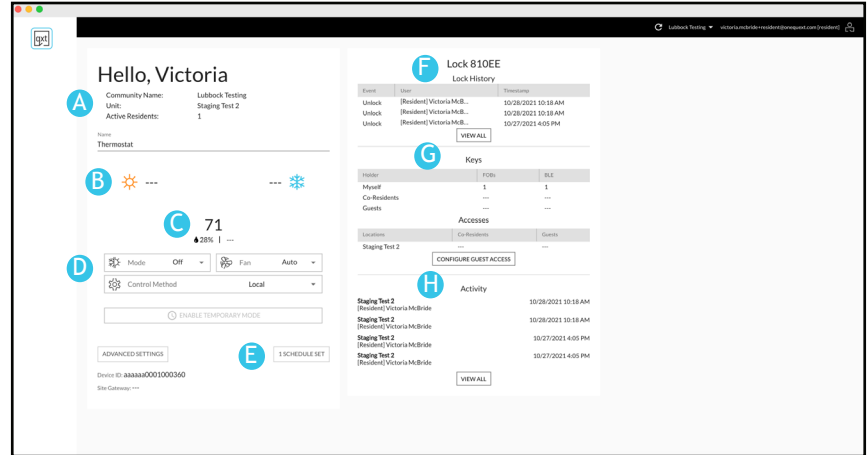 qxt
Lubbock Testing victoria.mcbride+resident@onequext.com [resident]
Hello, Victoria
A
Community Name: Lubbock Testing
Unit: Staging Test 2
Active Residents: 1
Name
Thermostat
B --- ---
C 71
28% | ---
D
Mode Off Fan Auto
Control Method Local
ENABLE TEMPORARY MODE
ADVANCED SETTINGS E 1 SCHEDULE SET
Device ID: aaaaaa0001000360
Site Gateway: ---
F Lock 810EE
Lock History
Event User Timestamp
Unlock [Resident] Victoria McB... 10/28/2021 10:18 AM
Unlock [Resident] Victoria McB... 10/28/2021 10:18 AM
Unlock [Resident] Victoria McB... 10/27/2021 4:05 PM
VIEW ALL
G Keys
Holder FOBs BLE
Myself 1 1
Co-Residents --- ---
Guests --- ---
Accesses
Locations Co-Residents Guests
Staging Test 2 --- ---
CONFIGURE GUEST ACCESS
H Activity
Staging Test 2 10/28/2021 10:18 AM
[Resident] Victoria McBride
Staging Test 2 10/28/2021 10:18 AM
[Resident] Victoria McBride
Staging Test 2 10/27/2021 4:05 PM
[Resident] Victoria McBride
Staging Test 2 10/27/2021 4:05 PM
[Resident] Victoria McBride
VIEW ALL